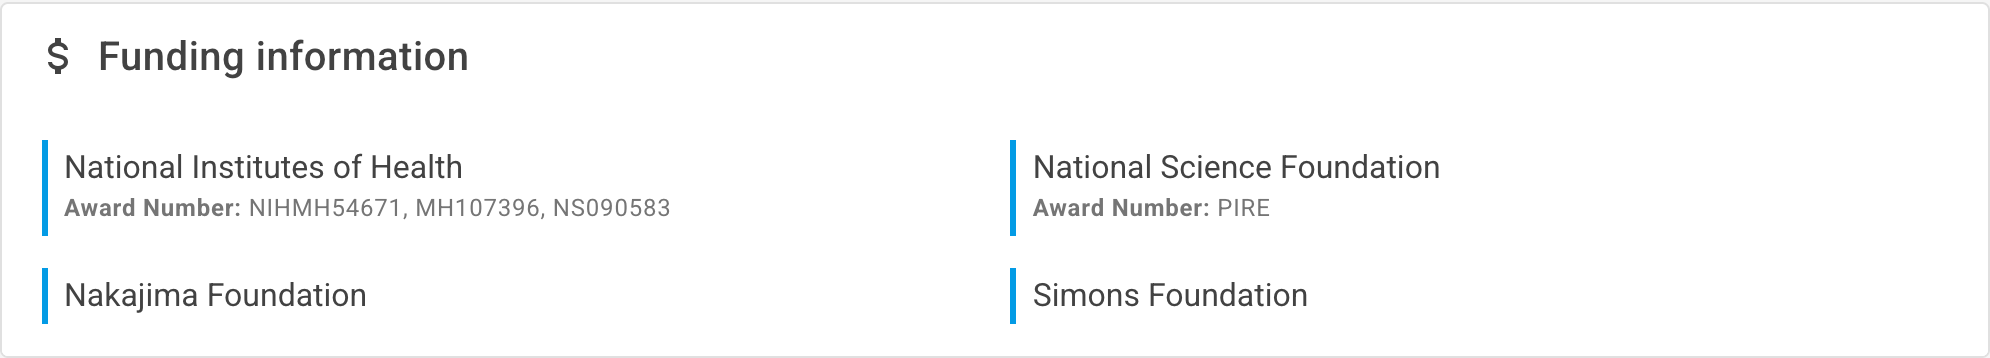 $ Funding information
National Institutes of Health
Award Number: NIHMH54671, MH107396, NS090583
National Science Foundation
Award Number: PIRE
Nakajima Foundation
Simons Foundation